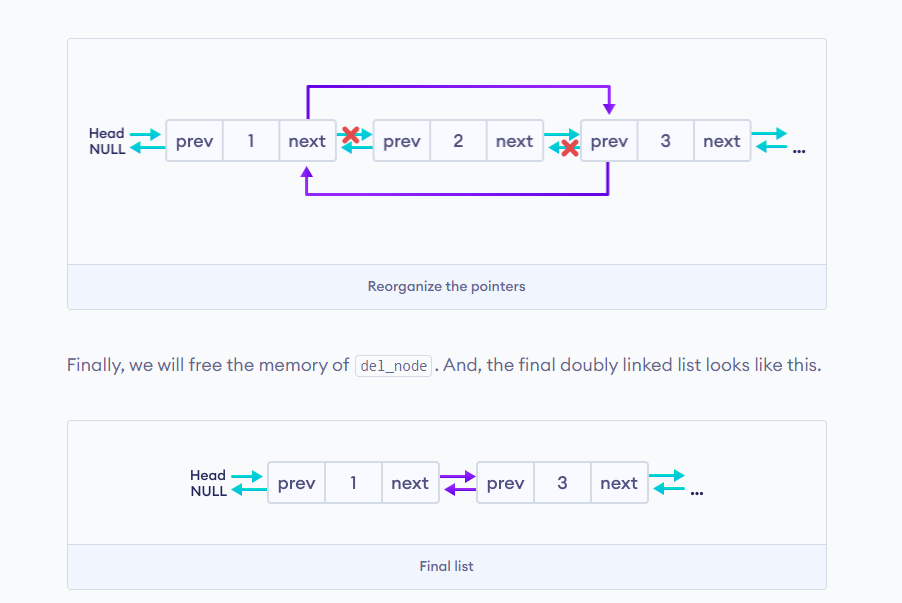 Head
NULL
prev 1 next prev 2 next prev 3 next ...
Reorganize the pointers
Finally, we will free the memory of del_node. And, the final doubly linked list looks like this.
Head
NULL
prev 1 next prev 3 next ...
Final list